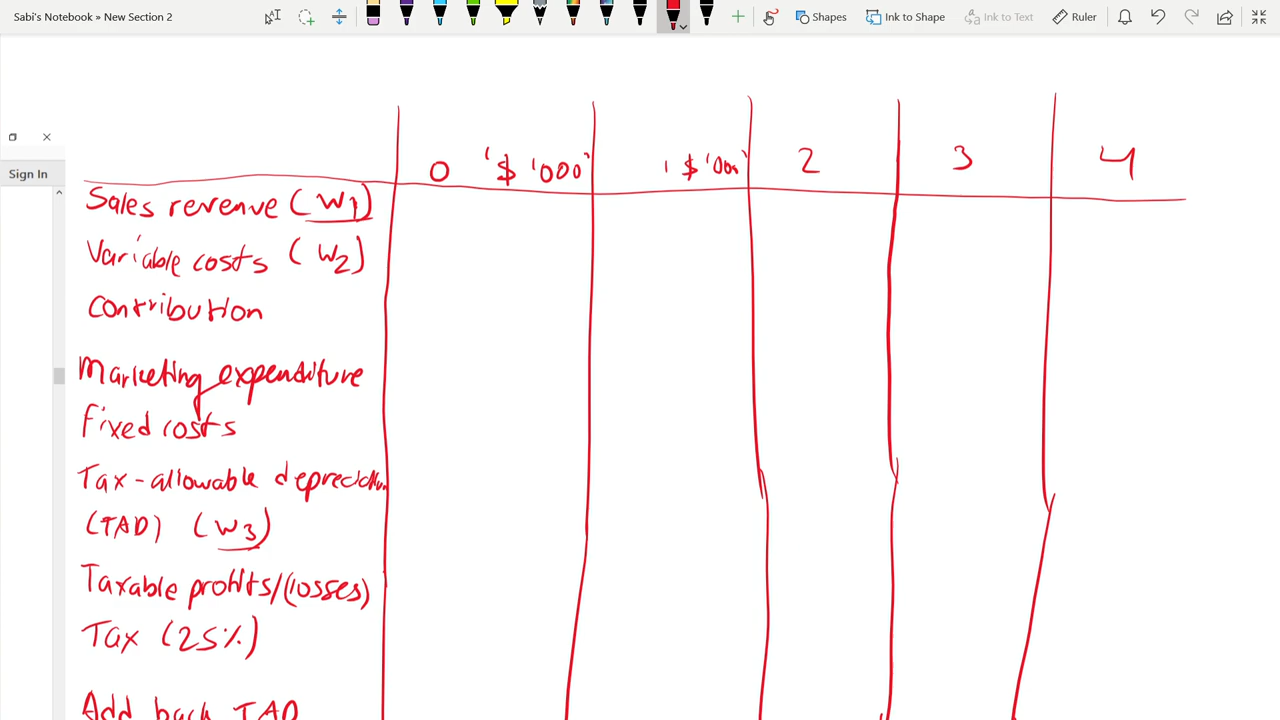 Sabi's Notebook » New Section 2
Shapes Ink to Shape Ink to Text Ruler
Sign In
0 '$ '000' 1 $ '000' 2 3 4
Sales revenue (W1)
Variable costs (W2)
Contribution
Marketing expenditure
Fixed costs
Tax-allowable
(TAD) (W3)
Taxable profits/(losses)
Tax (25%)
Add back TAD